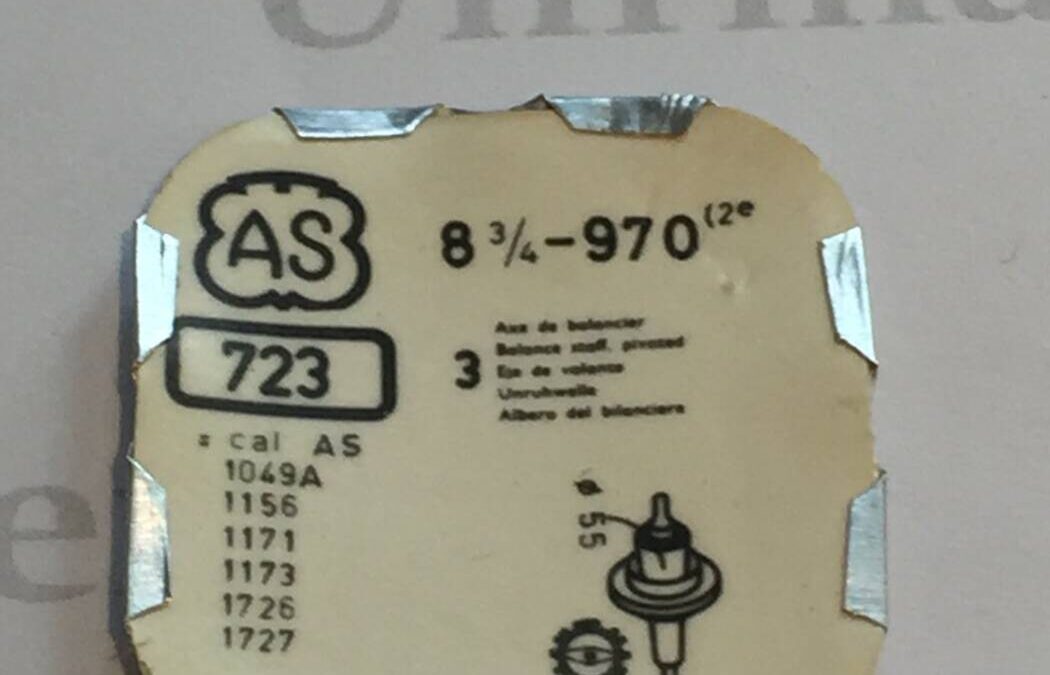 AS
8 3/4-970(2e
723
3
Axe de balancier
Balance staff, pivoted
Eje de volante
Unruhwelle
Albero del bilanciere
= cal AS
1049A
1156
1171
1173
1726
1727
ø 55